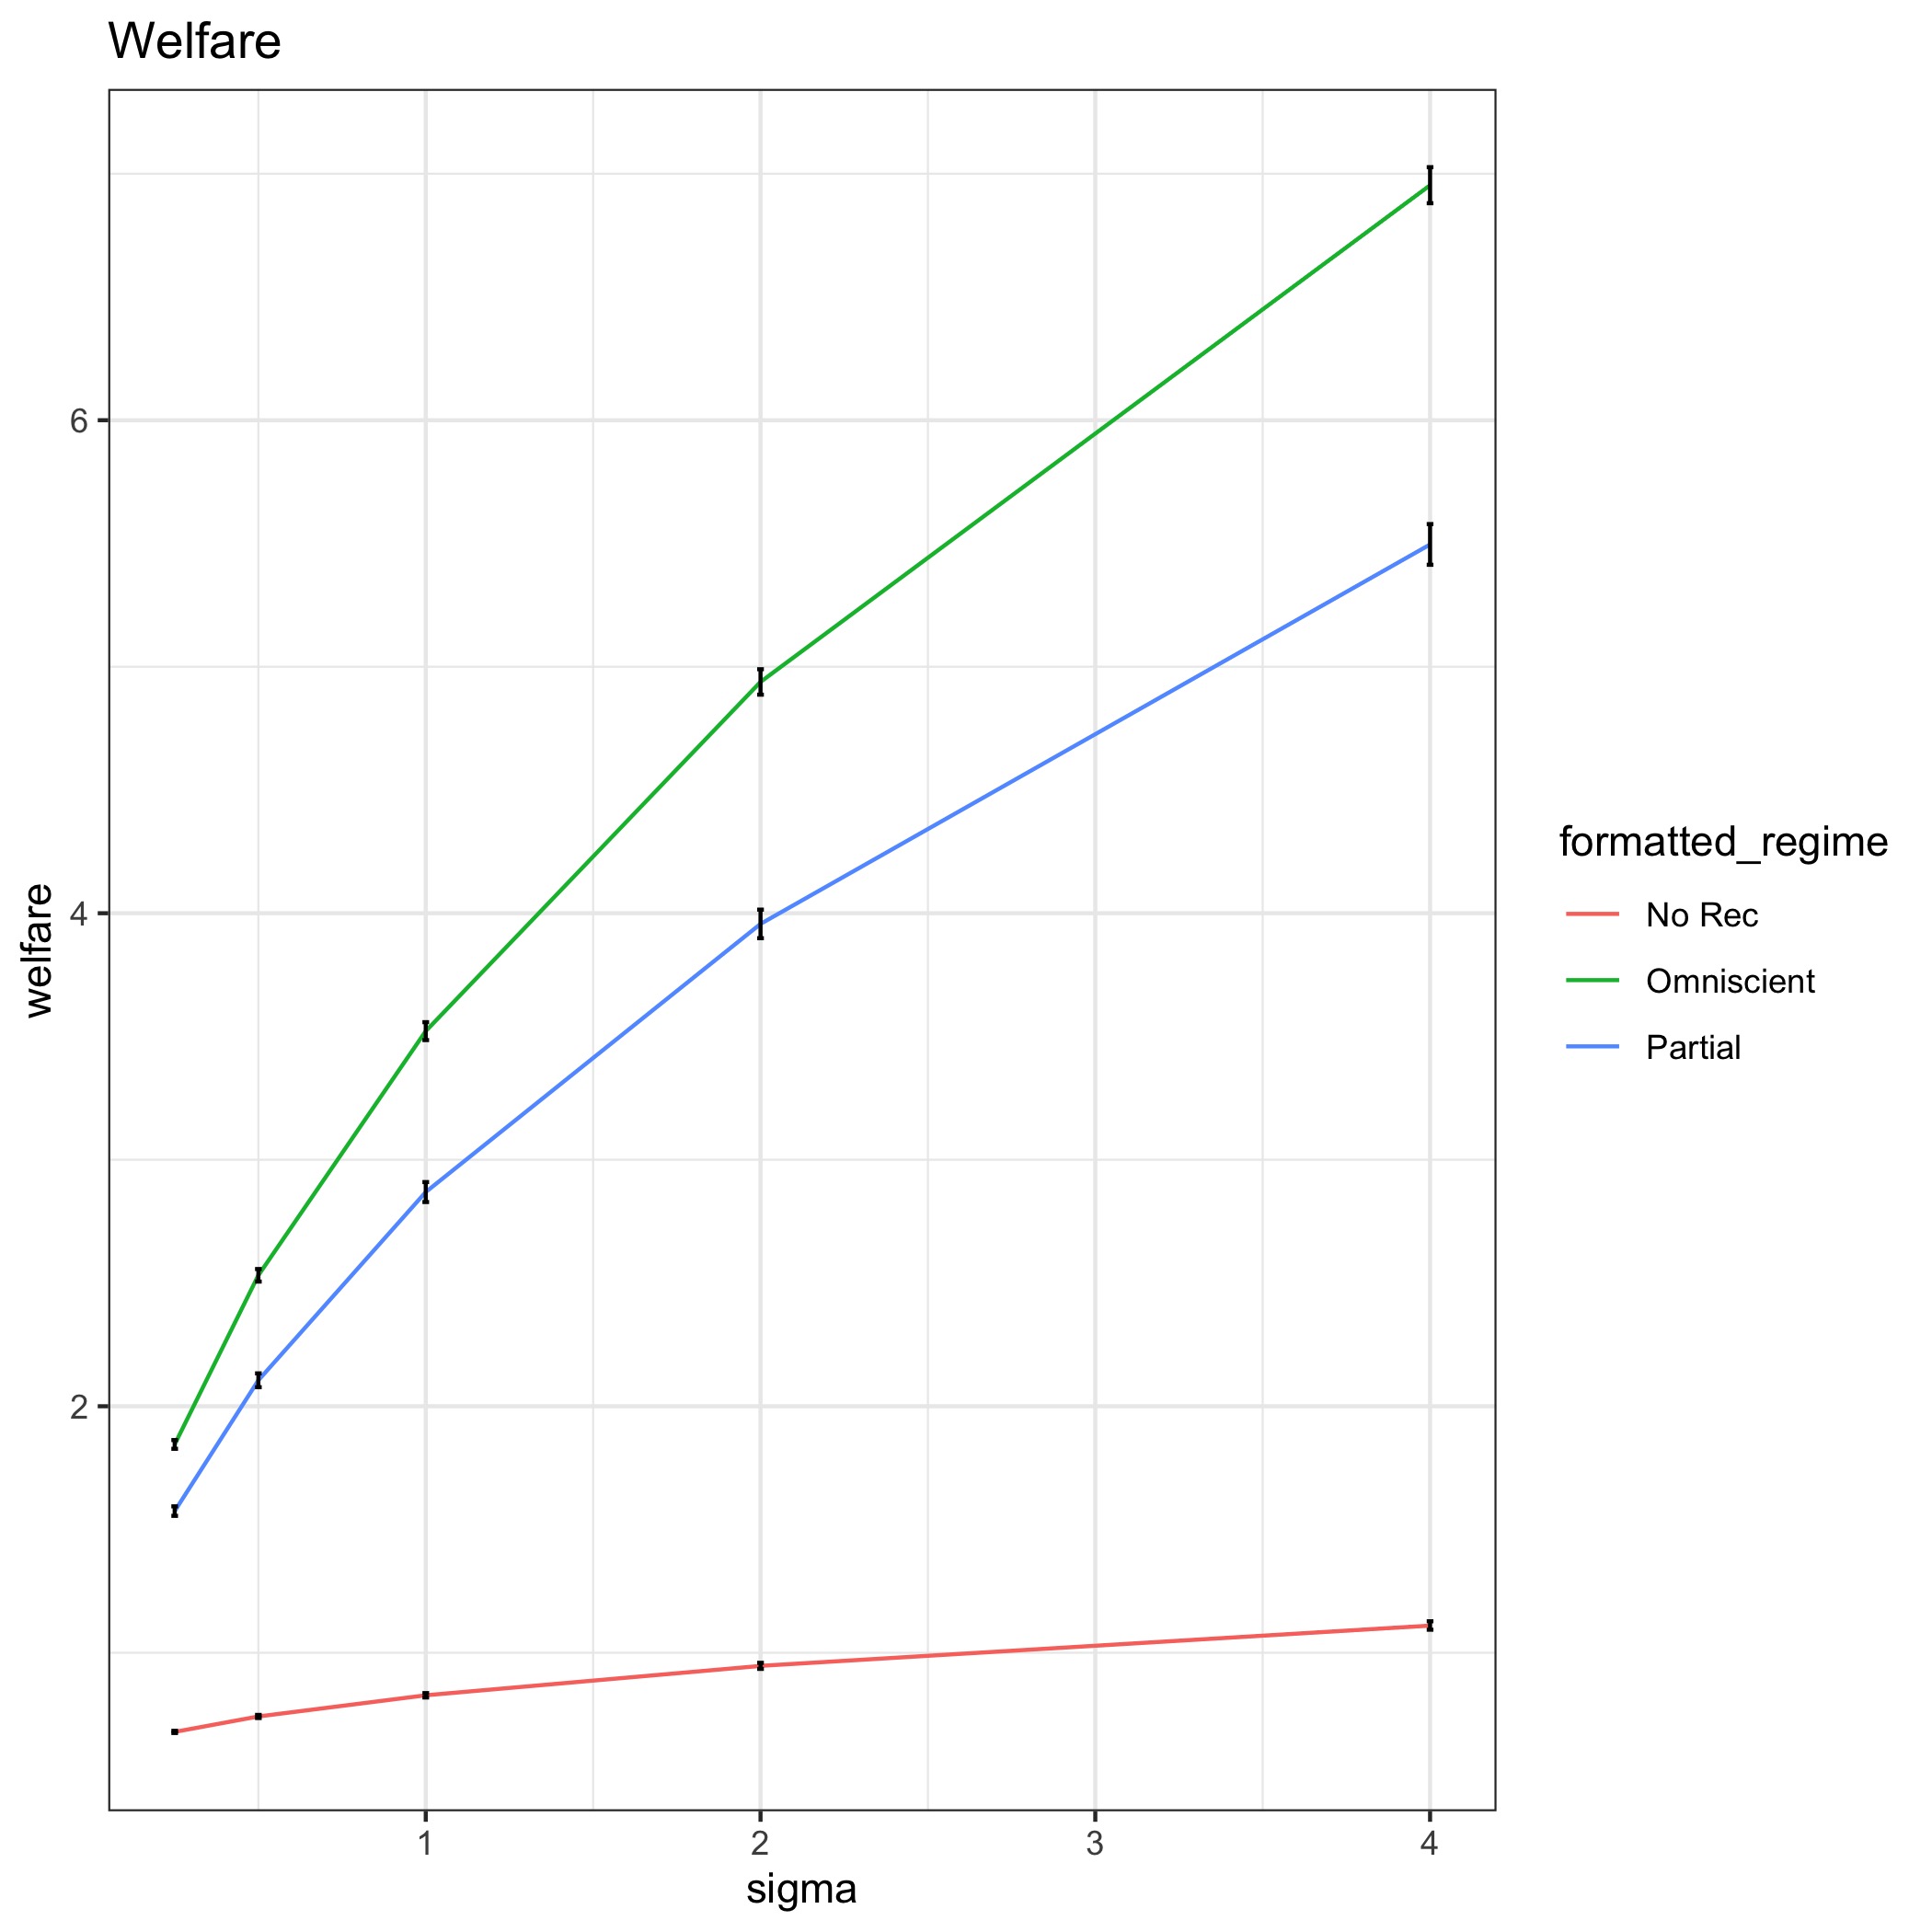 Welfare
6
4
2
welfare
1 2 3 4
sigma
formatted_regime
No Rec
Omniscient
Partial